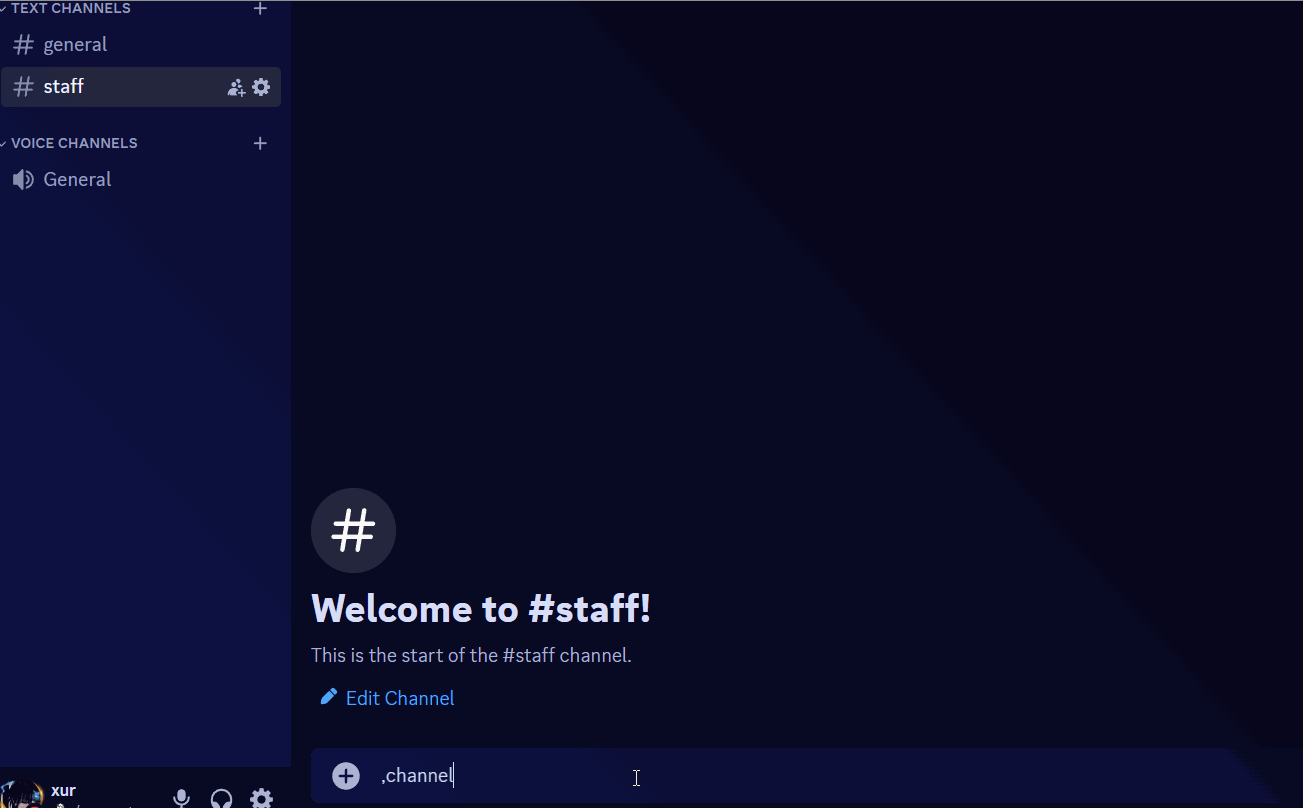 TEXT CHANNELS
general
staff
VOICE CHANNELS
General
Welcome to #staff!
This is the start of the #staff channel.
Edit Channel
,channel
xur